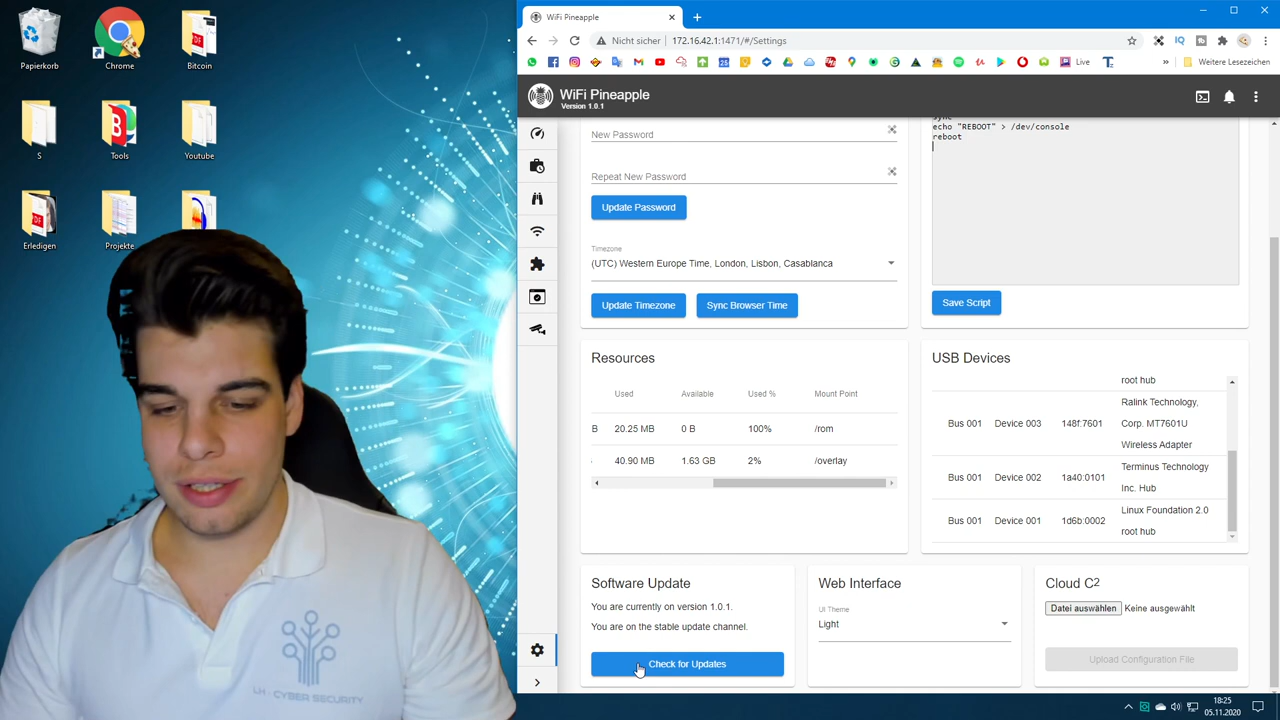 Papierkorb
Chrome
Bitcoin
S
Tools
Youtube
Erledigen
Projekte
LH - CYBER SECURITY
WiFi Pineapple
Nicht sicher
172.16.42.1:1471/#/Settings
Live
»
Weitere Lesezeichen
WiFi Pineapple
Version 1.0.1
New Password
Repeat New Password
Update Password
Timezone
(UTC) Western Europe Time, London, Lisbon, Casablanca
Update Timezone
Sync Browser Time
echo "REBOOT" > /dev/console
reboot
Save Script
Resources
Used Available Used % Mount Point
B 20.25 MB 0 B 100% /rom
40.90 MB 1.63 GB 2% /overlay
USB Devices
root hub
Ralink Technology,
Bus 001 Device 003 148f:7601 Corp. MT7601U
Wireless Adapter
Terminus Technology
Bus 001 Device 002 1a40:0101
Inc. Hub
Linux Foundation 2.0
Bus 001 Device 001 1d6b:0002
root hub
Software Update
You are currently on version 1.0.1.
You are on the stable update channel.
Check for Updates
Web Interface
UI Theme
Light
Cloud C2
Datei auswählen Keine ausgewählt
Upload Configuration File
18:25
05.11.2020